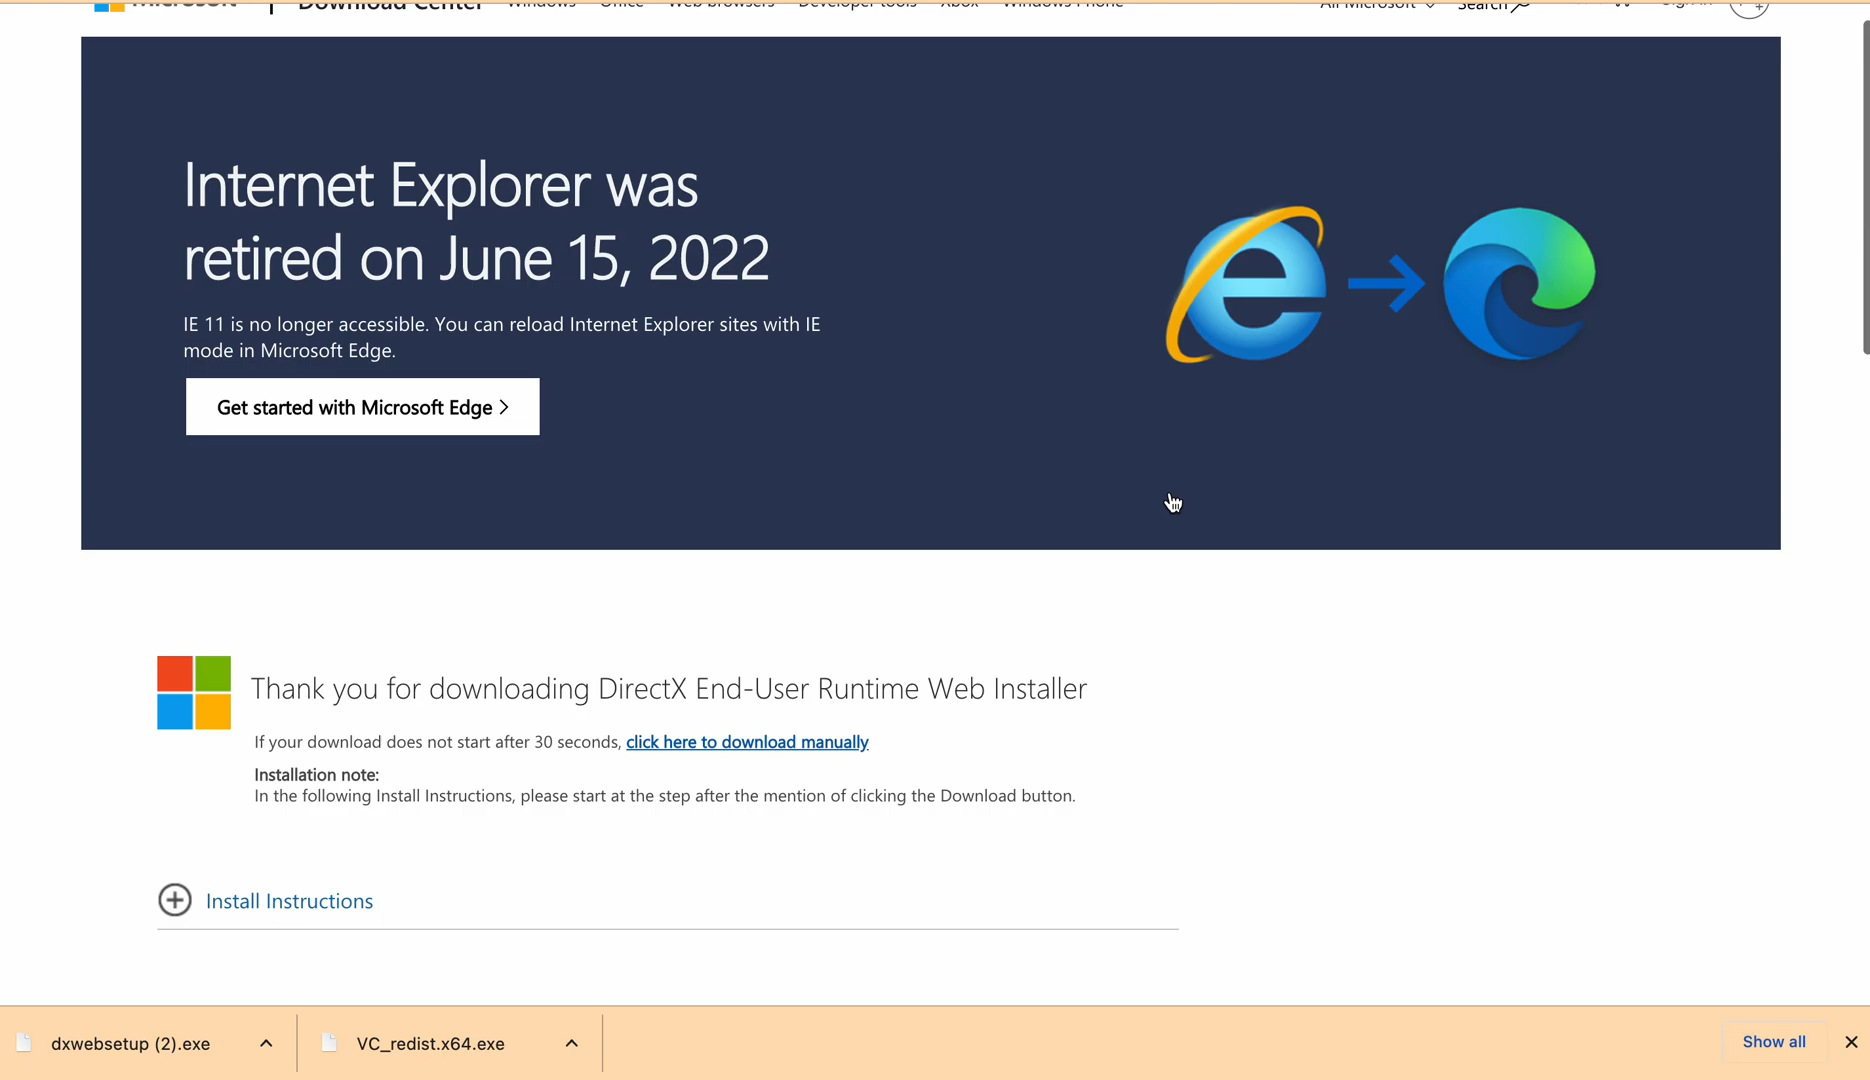 Microsoft
Download Center Windows Office Web browsers Developer tools Xbox Windows Phone All Microsoft Search
Internet Explorer was
retired on June 15, 2022
IE 11 is no longer accessible. You can reload Internet Explorer sites with IE
mode in Microsoft Edge.
Get started with Microsoft Edge >
Thank you for downloading DirectX End-User Runtime Web Installer
If your download does not start after 30 seconds, click here to download manually
Installation note:
In the following Install Instructions, please start at the step after the mention of clicking the Download button.
Install Instructions
dxwebsetup (2).exe
VC_redist.x64.exe
Show all